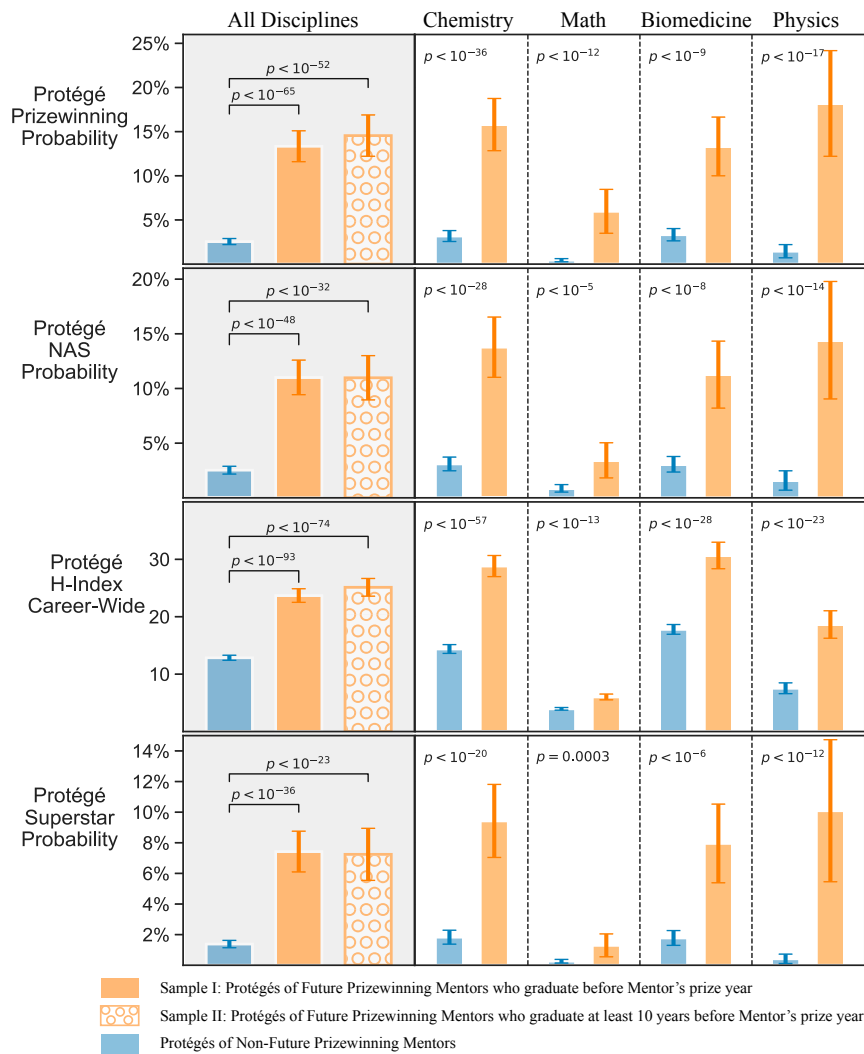 All Disciplines Chemistry Math Biomedicine Physics
Protégé
Prizewinning
Probability
25%
20%
15%
10%
5%
p < 10⁻⁵²
p < 10⁻⁶⁵
p < 10⁻³⁶
p < 10⁻¹²
p < 10⁻⁹
p < 10⁻¹⁷
Protégé
NAS
Probability
20%
15%
10%
5%
p < 10⁻³²
p < 10⁻⁴⁸
p < 10⁻²⁸
p < 10⁻⁵
p < 10⁻⁸
p < 10⁻¹⁴
Protégé
H-Index
Career-Wide
30
20
10
p < 10⁻⁷⁴
p < 10⁻⁹³
p < 10⁻⁵⁷
p < 10⁻¹³
p < 10⁻²⁸
p < 10⁻²³
Protégé
Superstar
Probability
14%
12%
10%
8%
6%
4%
2%
p < 10⁻²³
p < 10⁻³⁶
p < 10⁻²⁰
p = 0.0003
p < 10⁻⁶
p < 10⁻¹²
Sample I: Protégés of Future Prizewinning Mentors who graduate before Mentor’s prize year
Sample II: Protégés of Future Prizewinning Mentors who graduate at least 10 years before Mentor’s prize year
Protégés of Non-Future Prizewinning Mentors